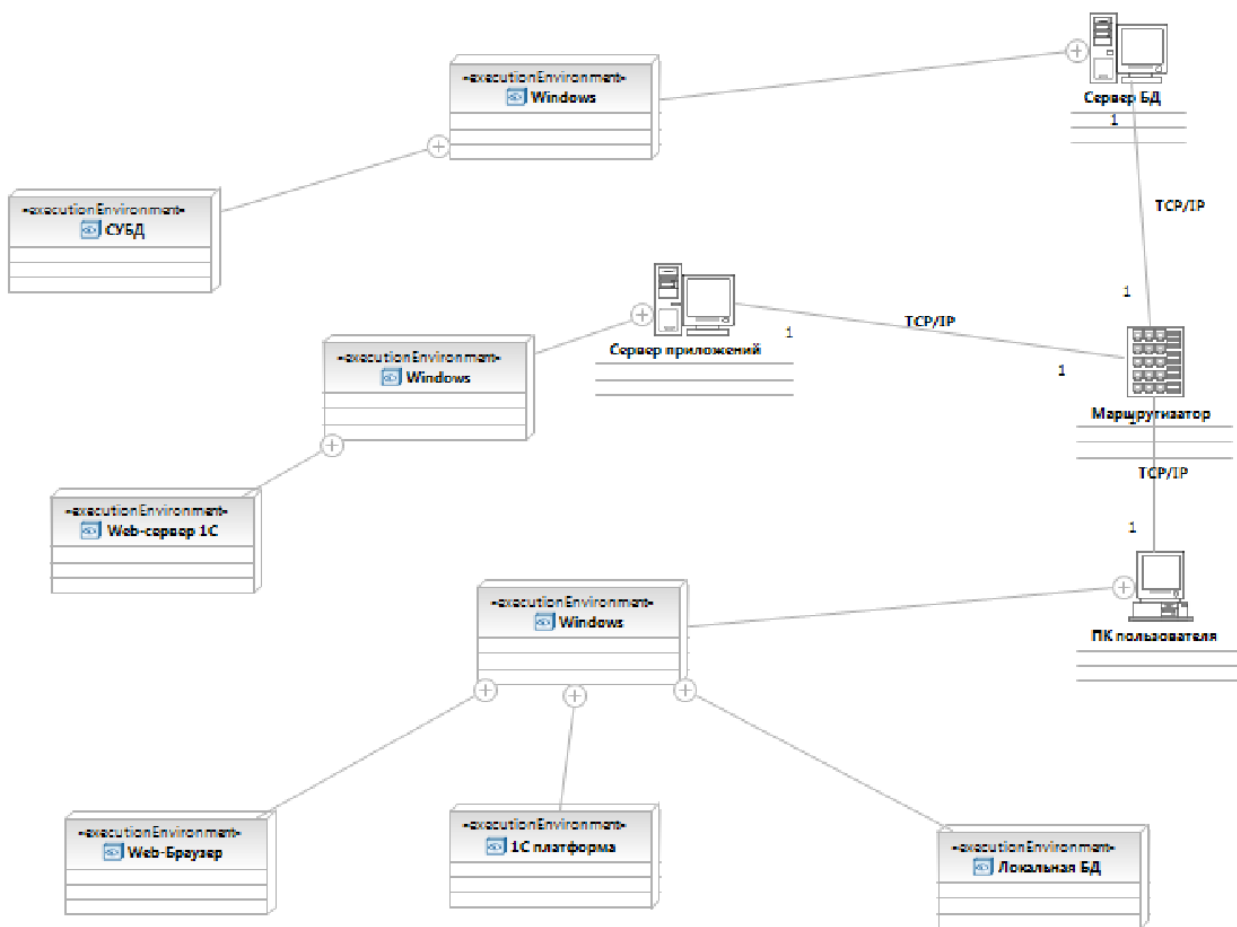 «executionEnvironment»
Windows
Сервер БД
1
«executionEnvironment»
СУБД
TCP/IP
1
Сервер приложений
1
TCP/IP
1
«executionEnvironment»
Windows
Маршрутизатор
1
TCP/IP
«executionEnvironment»
Web-сервер 1С
1
«executionEnvironment»
Windows
ПК пользователя
«executionEnvironment»
Web-Браузер
«executionEnvironment»
1С платформа
«executionEnvironment»
Локальная БД